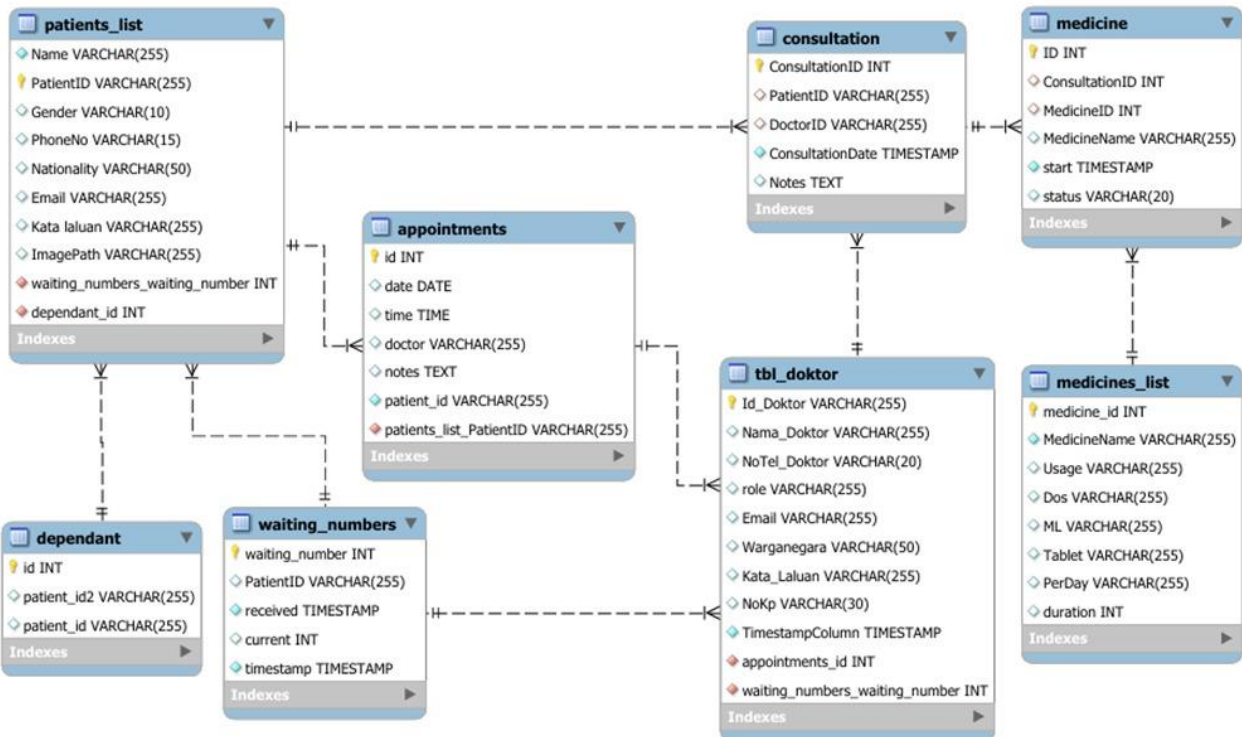 patients_list
Name VARCHAR(255)
PatientID VARCHAR(255)
Gender VARCHAR(10)
PhoneNo VARCHAR(15)
Nationality VARCHAR(50)
Email VARCHAR(255)
Kata laluan VARCHAR(255)
ImagePath VARCHAR(255)
waiting_numbers_waiting_number INT
dependant_id INT
Indexes
consultation
ConsultationID INT
PatientID VARCHAR(255)
DoctorID VARCHAR(255)
ConsultationDate TIMESTAMP
Notes TEXT
Indexes
medicine
ID INT
ConsultationID INT
MedicineID INT
MedicineName VARCHAR(255)
start TIMESTAMP
status VARCHAR(20)
Indexes
appointments
id INT
date DATE
time TIME
doctor VARCHAR(255)
notes TEXT
patient_id VARCHAR(255)
patients_list_PatientID VARCHAR(255)
Indexes
dependant
id INT
patient_id2 VARCHAR(255)
patient_id VARCHAR(255)
Indexes
waiting_numbers
waiting_number INT
PatientID VARCHAR(255)
received TIMESTAMP
current INT
timestamp TIMESTAMP
Indexes
tbl_doktor
Id_Doktor VARCHAR(255)
Nama_Doktor VARCHAR(255)
NoTel_Doktor VARCHAR(20)
role VARCHAR(255)
Email VARCHAR(255)
Warganegara VARCHAR(50)
Kata_Laluan VARCHAR(255)
NoKp VARCHAR(30)
TimestampColumn TIMESTAMP
appointments_id INT
waiting_numbers_waiting_number INT
Indexes
medicines_list
medicine_id INT
MedicineName VARCHAR(255)
Usage VARCHAR(255)
Dos VARCHAR(255)
ML VARCHAR(255)
Tablet VARCHAR(255)
PerDay VARCHAR(255)
duration INT
Indexes